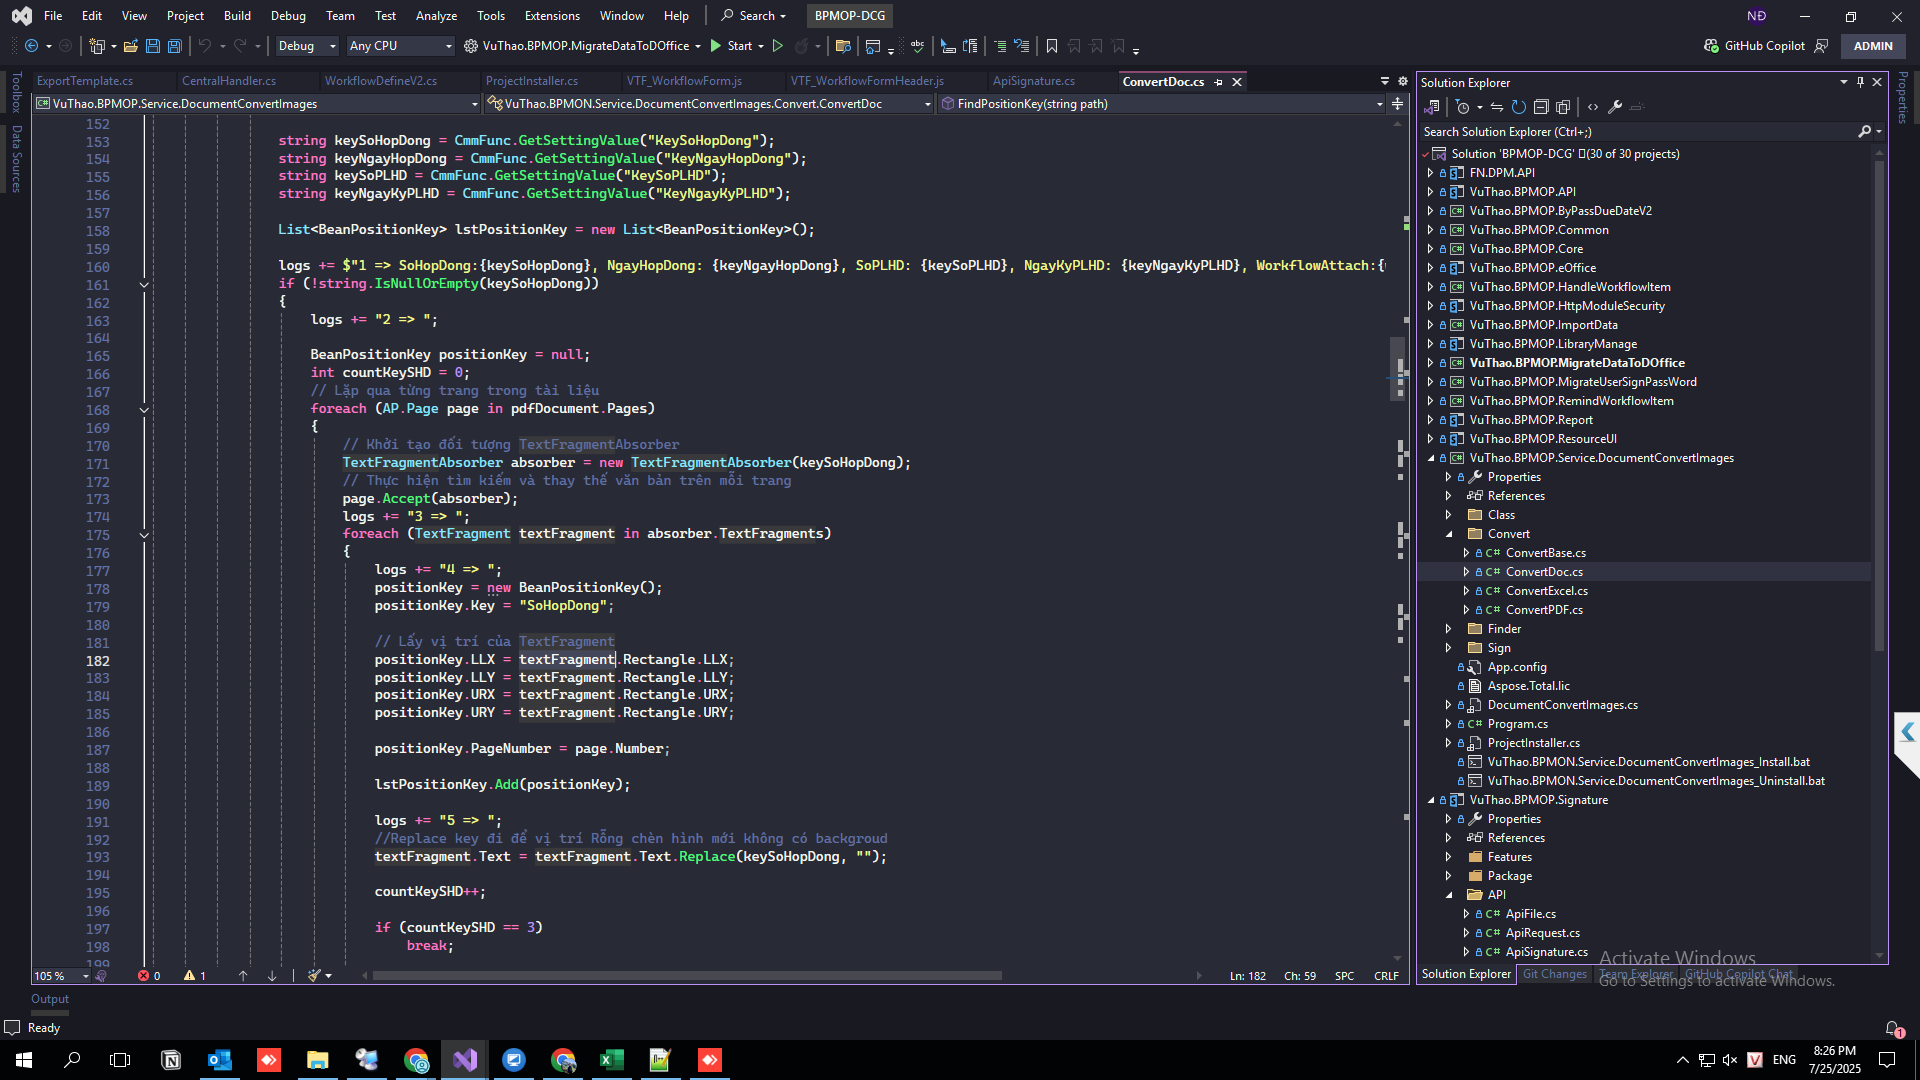 File Edit View Project Build Debug Team Test Analyze Tools Extensions Window Help Search BPMOP-DCG NĐ
Debug Any CPU VuThao.BPMOP.MigrateDataToDOffice Start GitHub Copilot ADMIN
ExportTemplate.cs CentralHandler.cs WorkflowDefineV2.cs ProjectInstaller.cs VTF_WorkflowForm.js VTF_WorkflowFormHeader.js ApiSignature.cs ConvertDoc.cs
VuThao.BPMOP.Service.DocumentConvertImages VuThao.BPMON.Service.DocumentConvertImages.Convert.ConvertDoc FindPositionKey(string path)
Toolbox
Data Sources
152
153 string keySoHopDong = CmmFunc.GetSettingValue("KeySoHopDong");
154 string keyNgayHopDong = CmmFunc.GetSettingValue("KeyNgayHopDong");
155 string keySoPLHD = CmmFunc.GetSettingValue("KeySoPLHD");
156 string keyNgayKyPLHD = CmmFunc.GetSettingValue("KeyNgayKyPLHD");
157
158 List<BeanPositionKey> lstPositionKey = new List<BeanPositionKey>();
159
160 logs += $"1 => SoHopDong:{keySoHopDong}, NgayHopDong: {keyNgayHopDong}, SoPLHD: {keySoPLHD}, NgayKyPLHD: {keyNgayKyPLHD}, WorkflowAttach:{
161 if (!string.IsNullOrEmpty(keySoHopDong))
162 {
163 logs += "2 => ";
164
165 BeanPositionKey positionKey = null;
166 int countKeySHD = 0;
167 // Lặp qua từng trang trong tài liệu
168 foreach (AP.Page page in pdfDocument.Pages)
169 {
170 // Khởi tạo đối tượng TextFragmentAbsorber
171 TextFragmentAbsorber absorber = new TextFragmentAbsorber(keySoHopDong);
172 // Thực hiện tìm kiếm và thay thế văn bản trên mỗi trang
173 page.Accept(absorber);
174 logs += "3 => ";
175 foreach (TextFragment textFragment in absorber.TextFragments)
176 {
177 logs += "4 => ";
178 positionKey = new BeanPositionKey();
179 positionKey.Key = "SoHopDong";
180
181 // Lấy vị trí của TextFragment
182 positionKey.LLX = textFragment.Rectangle.LLX;
183 positionKey.LLY = textFragment.Rectangle.LLY;
184 positionKey.URX = textFragment.Rectangle.URX;
185 positionKey.URY = textFragment.Rectangle.URY;
186
187 positionKey.PageNumber = page.Number;
188
189 lstPositionKey.Add(positionKey);
190
191 logs += "5 => ";
192 //Replace key đi để vị trí Rỗng chèn hình mới không có backgroud
193 textFragment.Text = textFragment.Text.Replace(keySoHopDong, "");
194
195 countKeySHD++;
196
197 if (countKeySHD == 3)
198 break;
199
105 % 0 1 Ln: 182 Ch: 59 SPC CRLF
Output
Ready
Solution Explorer
Search Solution Explorer (Ctrl+;)
Solution 'BPMOP-DCG' (30 of 30 projects)
FN.DPM.API
VuThao.BPMOP.API
VuThao.BPMOP.ByPassDueDateV2
VuThao.BPMOP.Common
VuThao.BPMOP.Core
VuThao.BPMOP.eOffice
VuThao.BPMOP.HandleWorkflowItem
VuThao.BPMOP.HttpModuleSecurity
VuThao.BPMOP.ImportData
VuThao.BPMOP.LibraryManage
VuThao.BPMOP.MigrateDataToDOffice
VuThao.BPMOP.MigrateUserSignPassWord
VuThao.BPMOP.RemindWorkflowItem
VuThao.BPMOP.Report
VuThao.BPMOP.ResourceUI
VuThao.BPMOP.Service.DocumentConvertImages
Properties
References
Class
Convert
C# ConvertBase.cs
C# ConvertDoc.cs
C# ConvertExcel.cs
C# ConvertPDF.cs
Finder
Sign
App.config
Aspose.Total.lic
DocumentConvertImages.cs
C# Program.cs
ProjectInstaller.cs
VuThao.BPMON.Service.DocumentConvertImages_Install.bat
VuThao.BPMON.Service.DocumentConvertImages_Uninstall.bat
VuThao.BPMOP.Signature
Properties
References
Features
Package
API
C# ApiFile.cs
C# ApiRequest.cs
C# ApiSignature.cs
Solution Explorer Git Changes Team Explorer GitHub Copilot Chat
Activate Windows
Go to Settings to activate Windows.
Properties
1
ENG
8:26 PM
7/25/2025